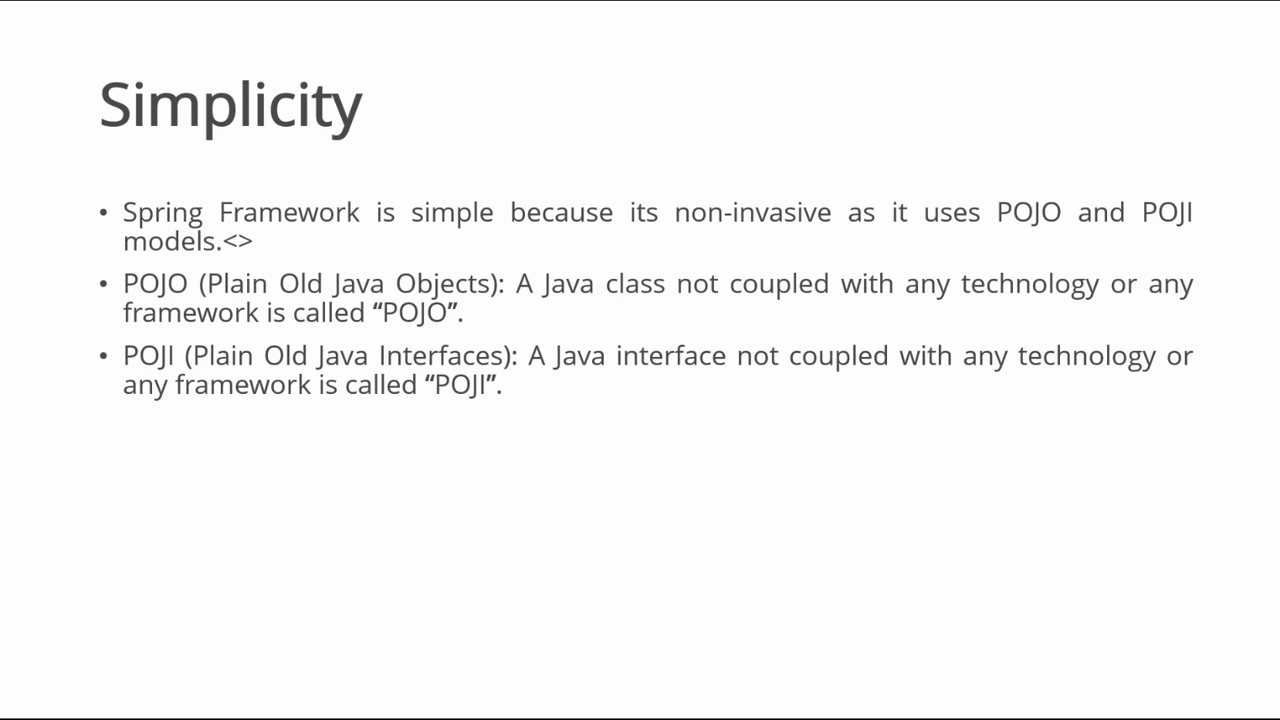 Simplicity
• Spring Framework is simple because its non-invasive as it uses POJO and POJI
models.<>
• POJO (Plain Old Java Objects): A Java class not coupled with any technology or any
framework is called “POJO”.
• POJI (Plain Old Java Interfaces): A Java interface not coupled with any technology or
any framework is called “POJI”.